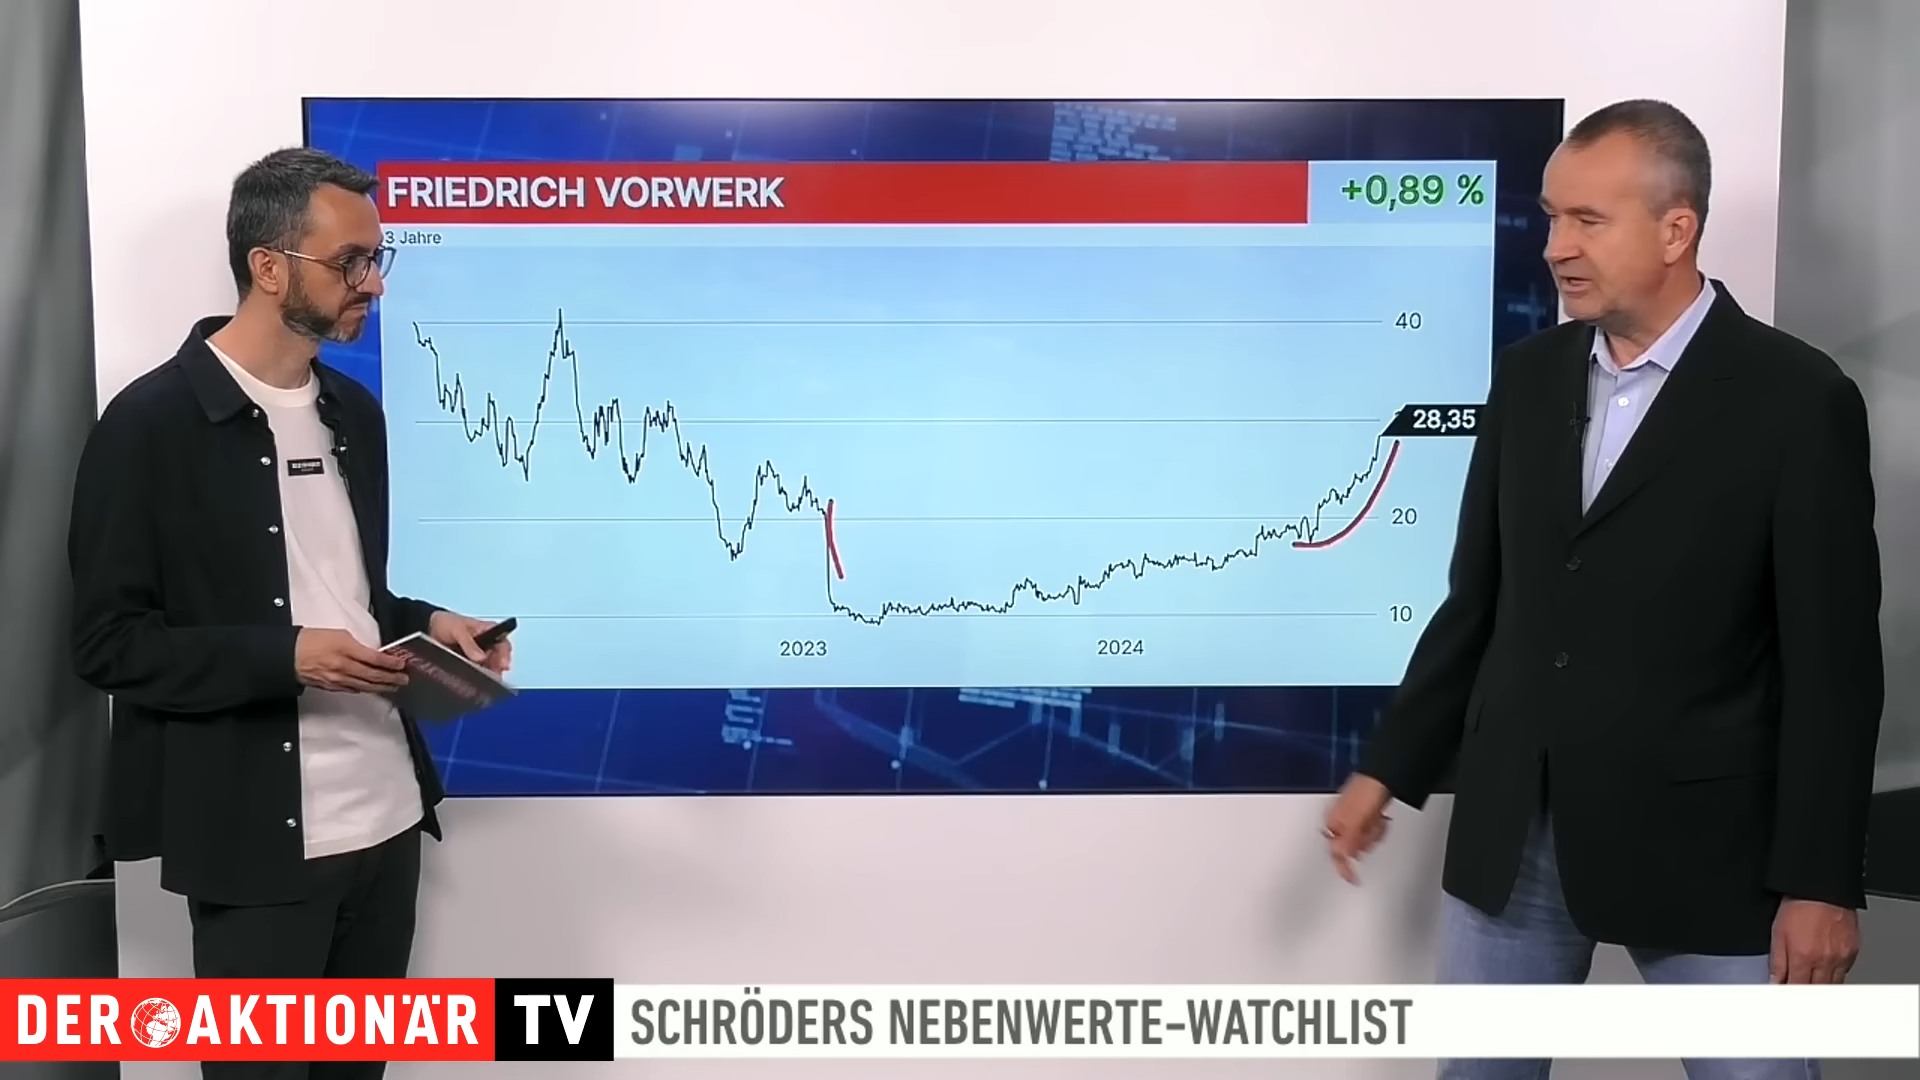 FRIEDRICH VORWERK
+0,89 %
3 Jahre
40
28,35
20
10
2023
2024
DER AKTIONÄR TV
SCHRÖDERS NEBENWERTE-WATCHLIST